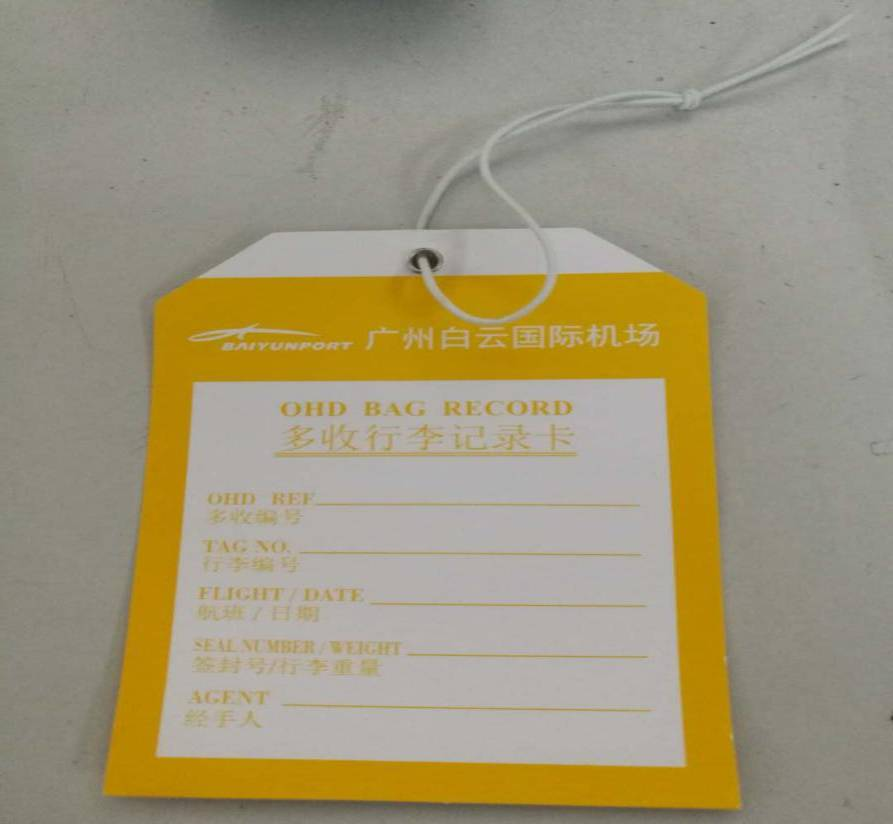 BAIYUNPORT 广州白云国际机场
OHD BAG RECORD
多收行李记录卡
OHD REF
多收编号
TAG NO.
行李编号
FLIGHT / DATE
航班 / 日期
SEAL NUMBER / WEIGHT
签封号/行李重量
AGENT
经手人